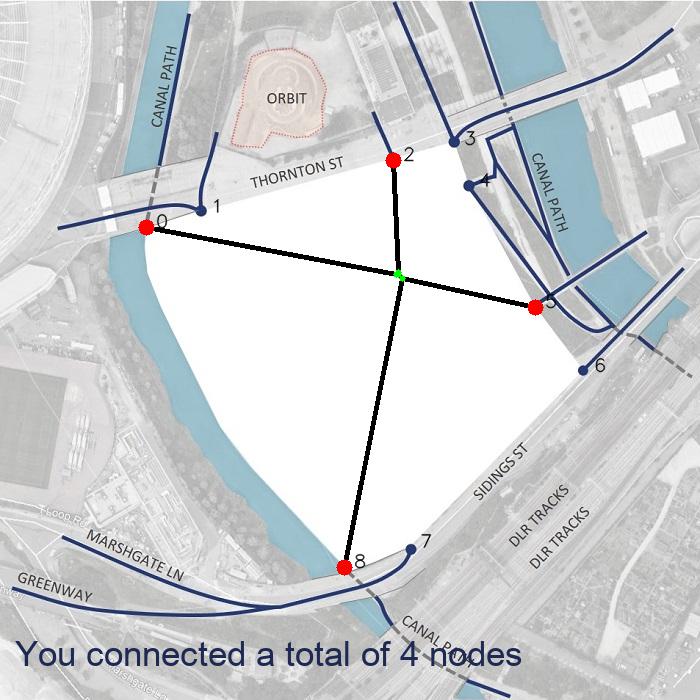 CANAL PATH
ORBIT
THORNTON ST
2
3
4
CANAL PATH
0
1
5
6
SIDINGS ST
DLR TRACKS
DLR TRACKS
7
8
MARSHGATE LN
GREENWAY
CANAL PATH
You connected a total of 4 nodes